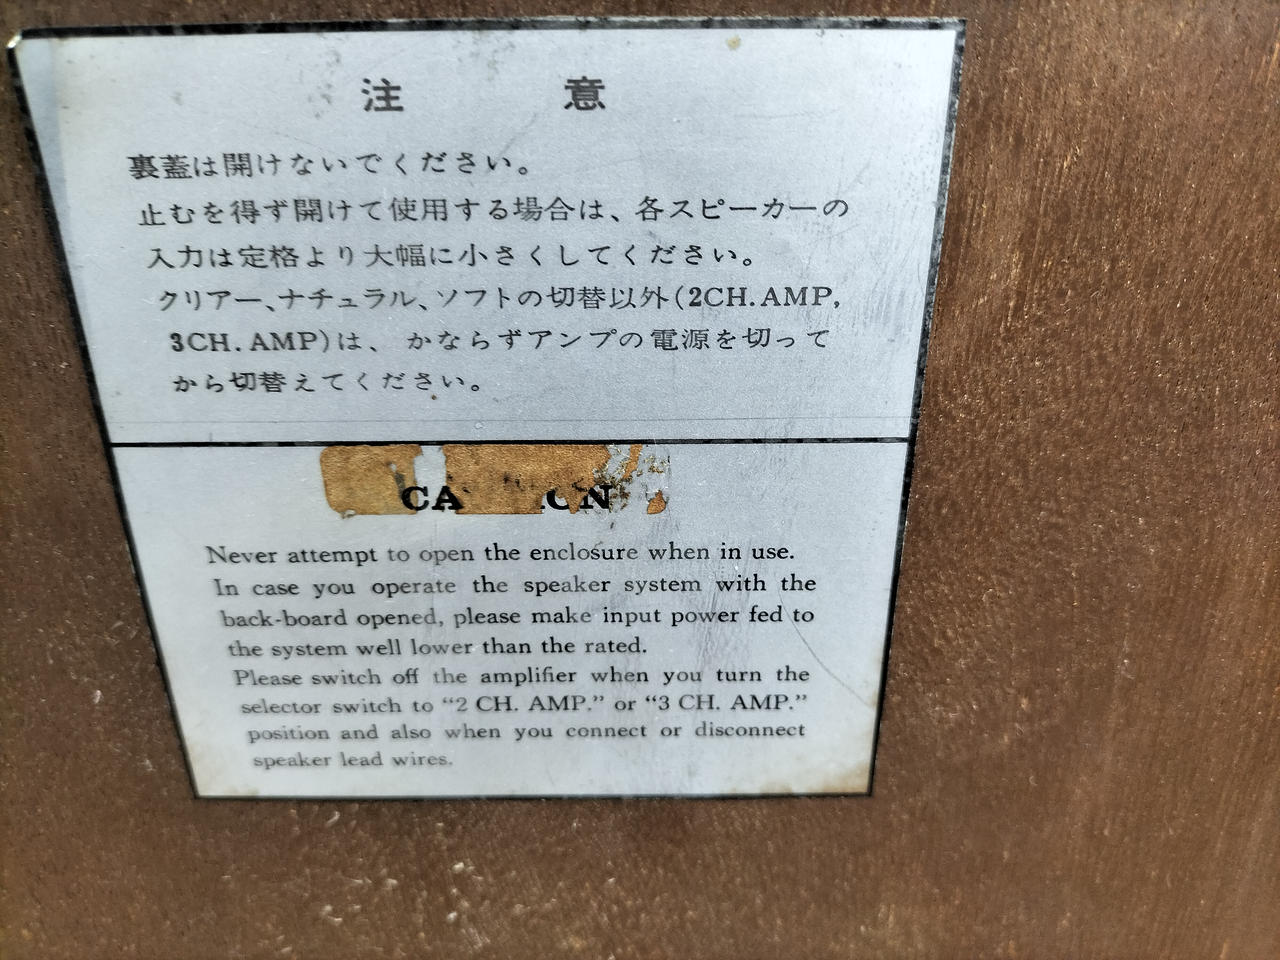 注 意
裏蓋は開けないでください。
止むを得ず開けて使用する場合は、各スピーカーの
入力は定格より大幅に小さくしてください。
クリアー、ナチュラル、ソフトの切替以外(2CH.AMP,
3CH.AMP)は、かならずアンプの電源を切って
から切替えてください。
Never attempt to open the enclosure when in use.
In case you operate the speaker system with the
back-board opened, please make input power fed to
the system well lower than the rated.
Please switch off the amplifier when you turn the
selector switch to “2 CH. AMP.” or “3 CH. AMP.”
position and also when you connect or disconnect
speaker lead wires.